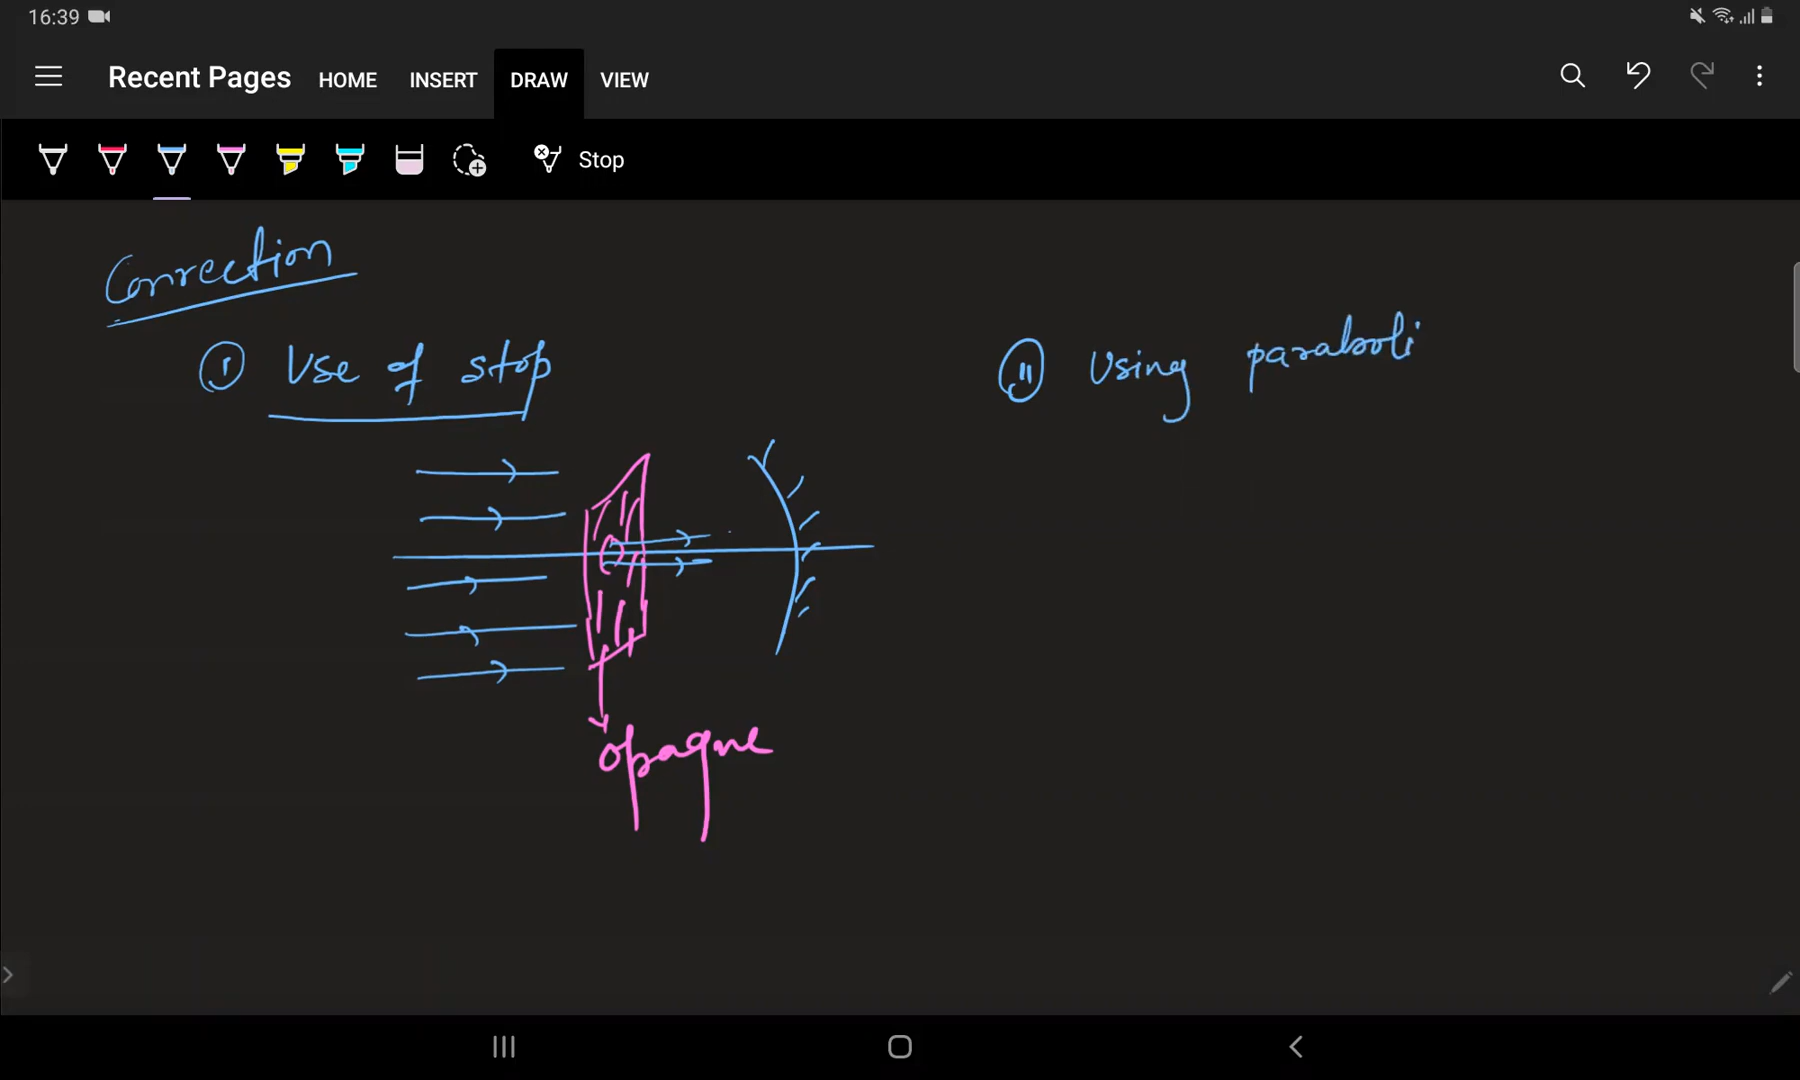 16:39
Recent Pages HOME INSERT DRAW VIEW
Stop
Correction
I Use of stop
II Using paraboli
opaque